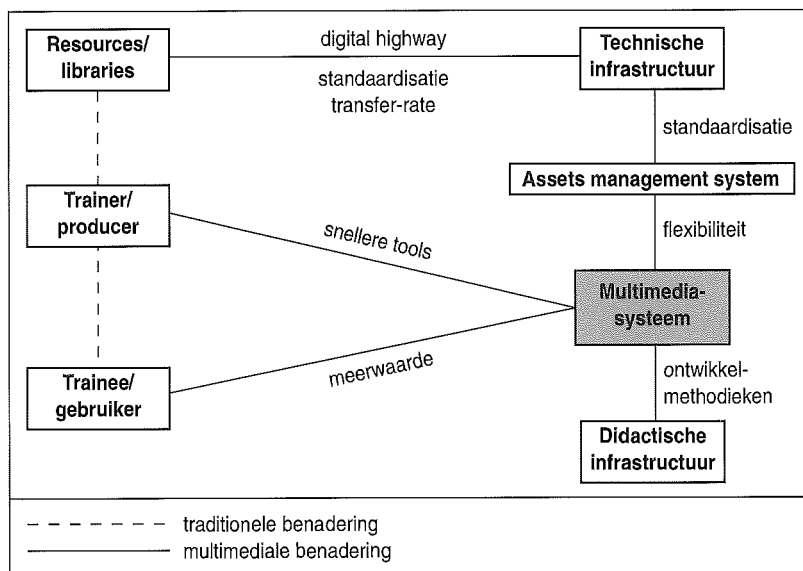 Resources/
libraries
digital highway
standaardisatie
transfer-rate
Technische
infrastructuur
standaardisatie
Assets management system
Trainer/
producer
snellere tools
flexibiliteit
Multimedia-
systeem
meerwaarde
Trainee/
gebruiker
ontwikkel-
methodieken
Didactische
infrastructuur
traditionele benadering
multimediale benadering